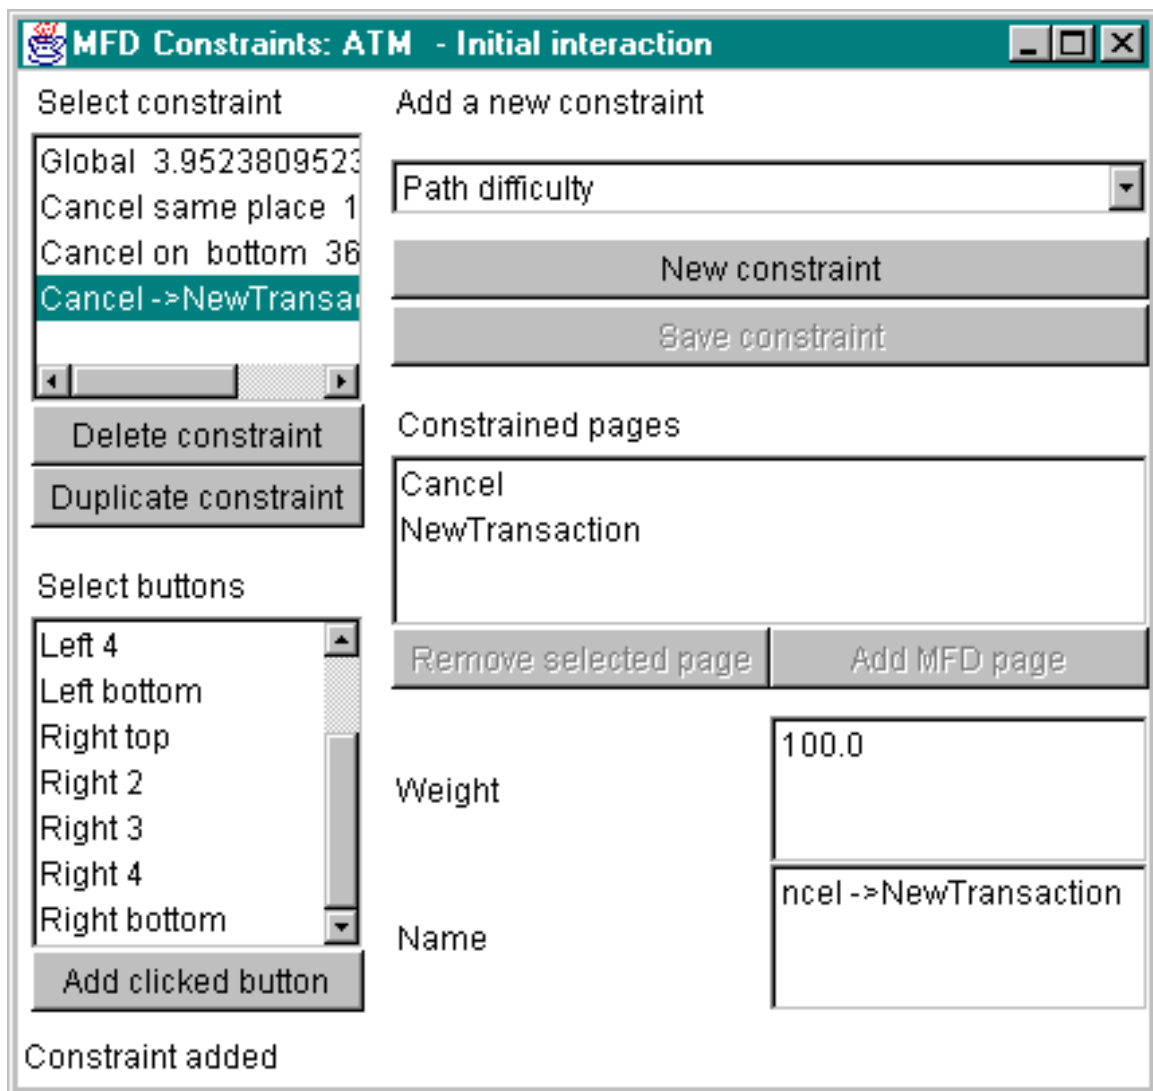 MFD Constraints: ATM - Initial interaction
Select constraint
Global 3.9523809523
Cancel same place 1
Cancel on bottom 36
Cancel ->NewTransa
Delete constraint
Duplicate constraint
Select buttons
Left 4
Left bottom
Right top
Right 2
Right 3
Right 4
Right bottom
Add clicked button
Add a new constraint
Path difficulty
New constraint
Save constraint
Constrained pages
Cancel
NewTransaction
Remove selected page
Add MFD page
Weight
100.0
Name
ncel ->NewTransaction
Constraint added